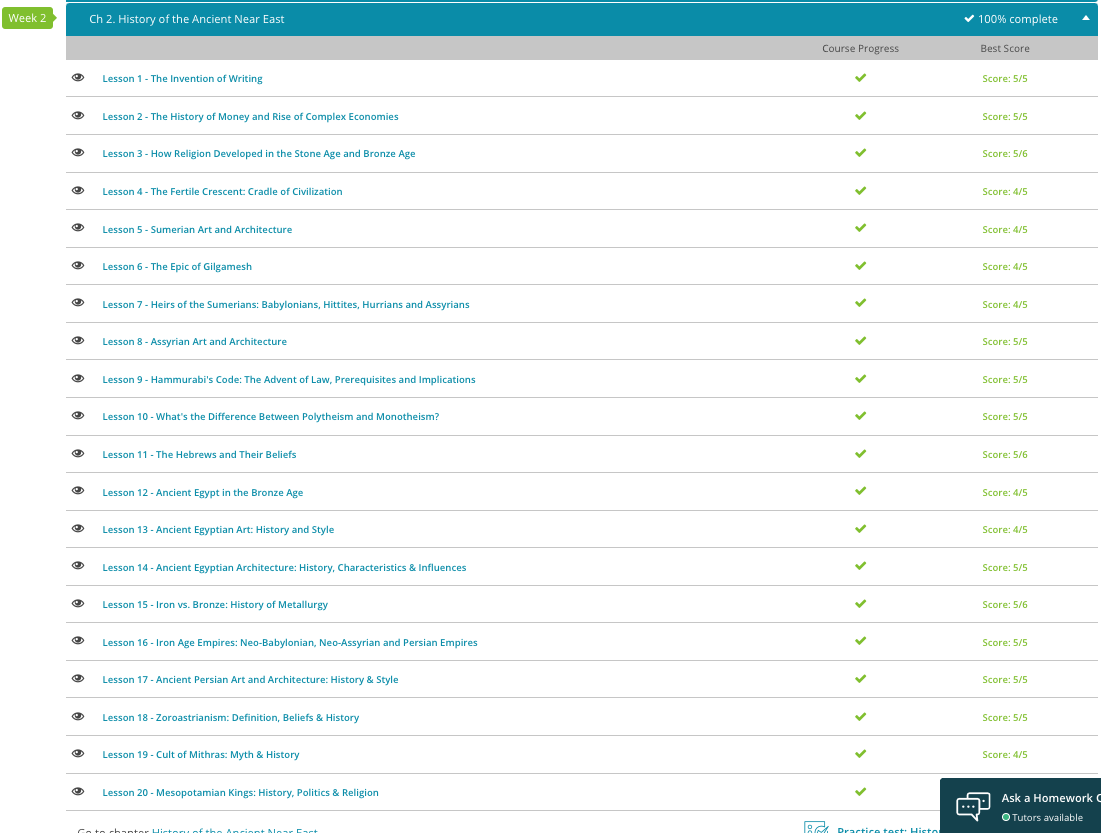 Week 2
Ch 2. History of the Ancient Near East 100% complete
Course Progress Best Score
Lesson 1 - The Invention of Writing Score: 5/5
Lesson 2 - The History of Money and Rise of Complex Economies Score: 5/5
Lesson 3 - How Religion Developed in the Stone Age and Bronze Age Score: 5/6
Lesson 4 - The Fertile Crescent: Cradle of Civilization Score: 4/5
Lesson 5 - Sumerian Art and Architecture Score: 4/5
Lesson 6 - The Epic of Gilgamesh Score: 4/5
Lesson 7 - Heirs of the Sumerians: Babylonians, Hittites, Hurrians and Assyrians Score: 4/5
Lesson 8 - Assyrian Art and Architecture Score: 5/5
Lesson 9 - Hammurabi's Code: The Advent of Law, Prerequisites and Implications Score: 5/5
Lesson 10 - What's the Difference Between Polytheism and Monotheism? Score: 5/5
Lesson 11 - The Hebrews and Their Beliefs Score: 5/6
Lesson 12 - Ancient Egypt in the Bronze Age Score: 4/5
Lesson 13 - Ancient Egyptian Art: History and Style Score: 4/5
Lesson 14 - Ancient Egyptian Architecture: History, Characteristics & Influences Score: 5/5
Lesson 15 - Iron vs. Bronze: History of Metallurgy Score: 5/6
Lesson 16 - Iron Age Empires: Neo-Babylonian, Neo-Assyrian and Persian Empires Score: 5/5
Lesson 17 - Ancient Persian Art and Architecture: History & Style Score: 5/5
Lesson 18 - Zoroastrianism: Definition, Beliefs & History Score: 5/5
Lesson 19 - Cult of Mithras: Myth & History Score: 4/5
Lesson 20 - Mesopotamian Kings: History, Politics & Religion
Ask a Homework
Tutors available
Go to chapter History of the Ancient Near East Practice test: